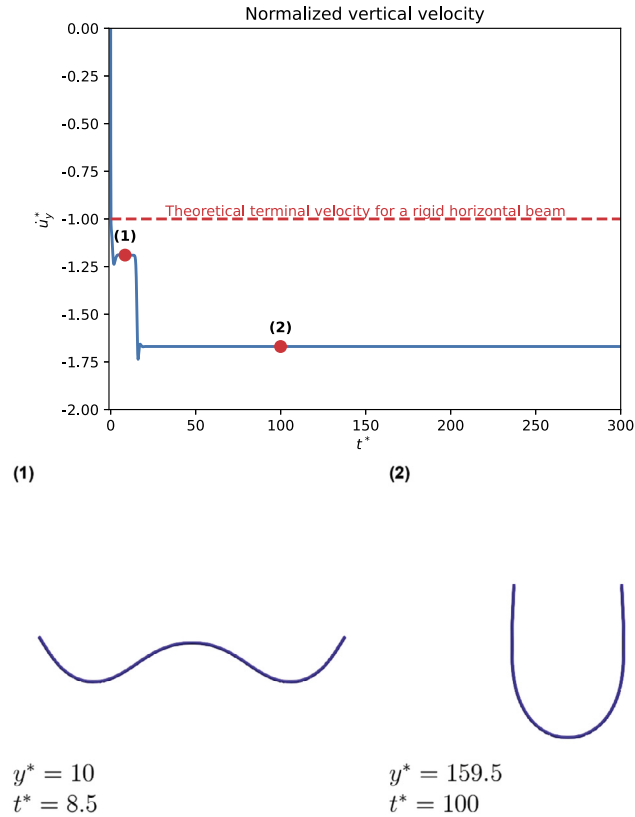 Normalized vertical velocity
0.00
-0.25
-0.50
-0.75
-1.00
-1.25
-1.50
-1.75
-2.00
u̇*y
Theoretical terminal velocity for a rigid horizontal beam
(1)
(2)
0 50 100 150 200 250 300
t*
(1) (2)
y* = 10 y* = 159.5
t* = 8.5 t* = 100